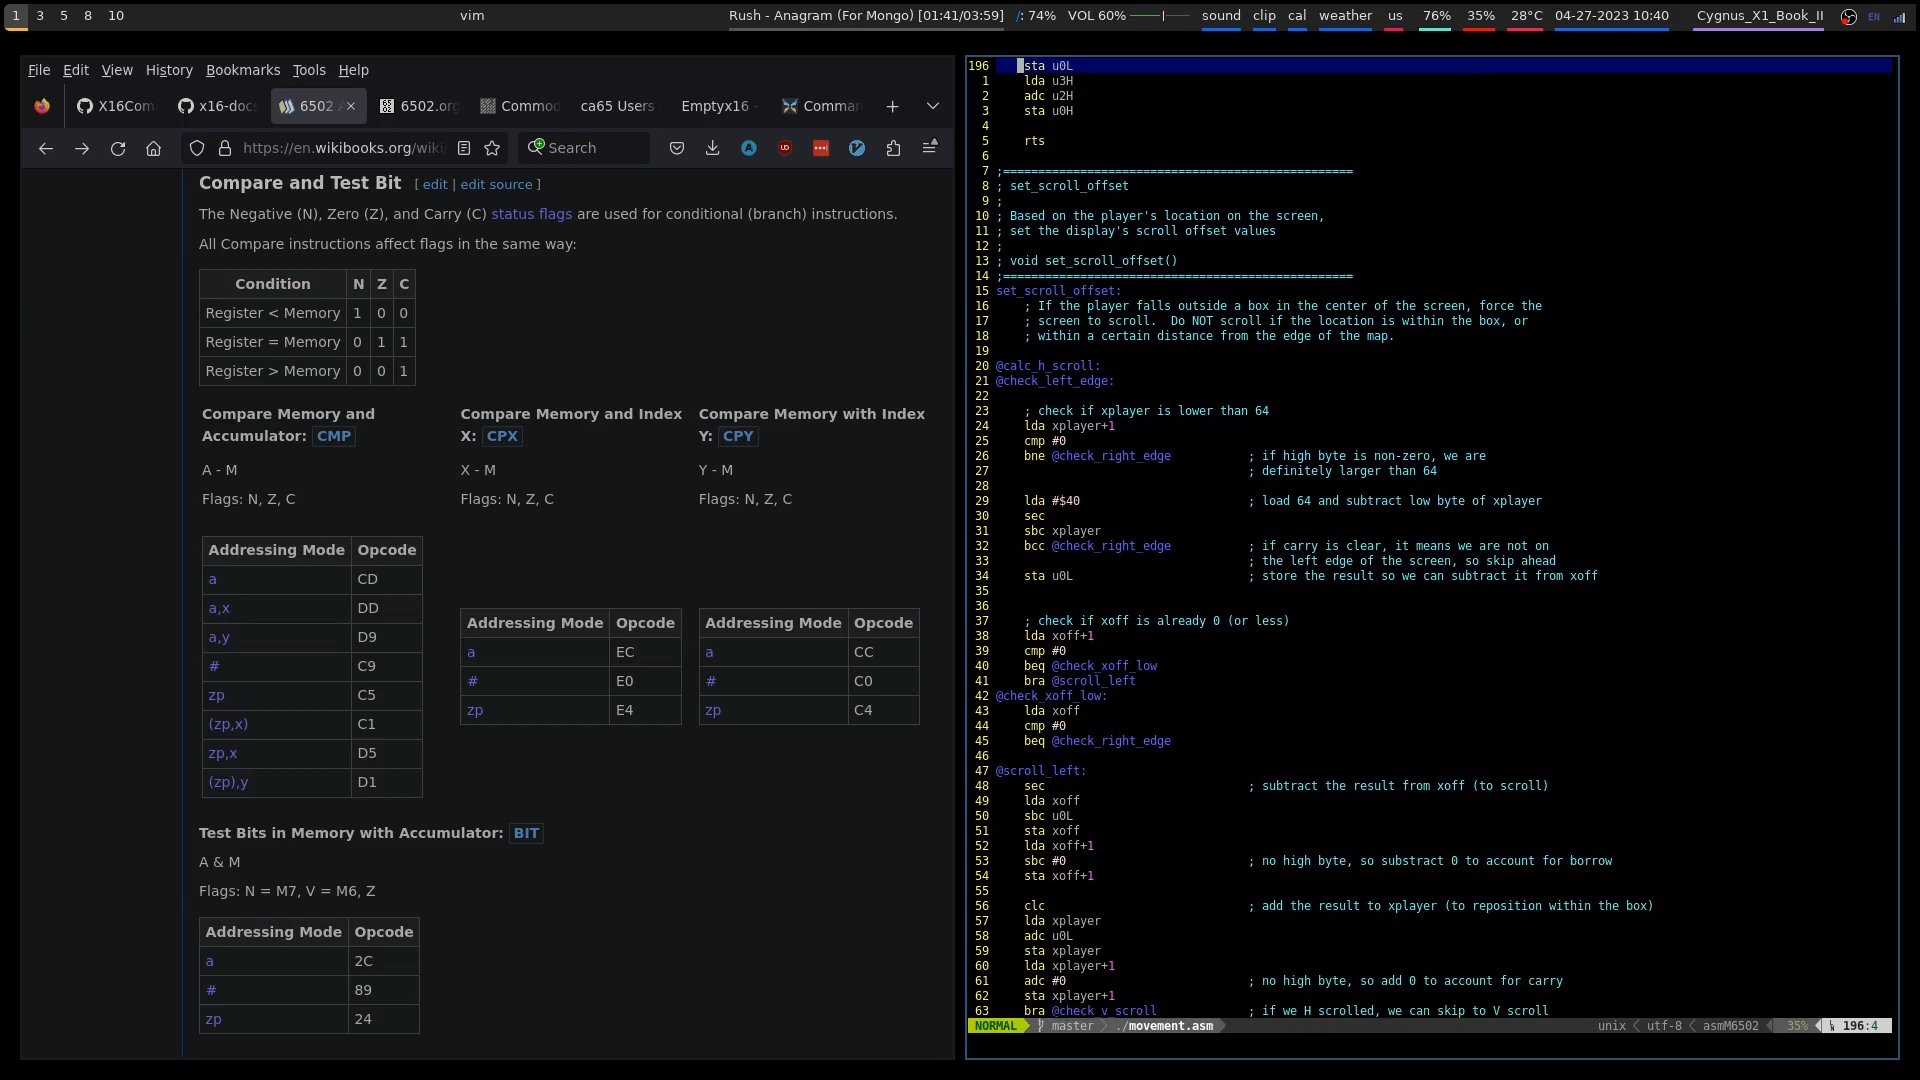 1 3 5 8 10 vim Rush - Anagram (For Mongo) [01:41/03:59] /: 74% VOL 60% sound clip cal weather us 76% 35% 28°C 04-27-2023 10:40 Cygnus_X1_Book_II EN
File Edit View History Bookmarks Tools Help
X16Com x16-docs 6502 6502.org Commod ca65 Users Emptyx16 - Comman
https://en.wikibooks.org/wiki/ Search
Compare and Test Bit [ edit | edit source ]
The Negative (N), Zero (Z), and Carry (C) status flags are used for conditional (branch) instructions.
All Compare instructions affect flags in the same way:
Condition N Z C
Register < Memory 1 0 0
Register = Memory 0 1 1
Register > Memory 0 0 1
Compare Memory and
Accumulator: CMP
A - M
Flags: N, Z, C
Addressing Mode Opcode
a CD
a,x DD
a,y D9
# C9
zp C5
(zp,x) C1
zp,x D5
(zp),y D1
Compare Memory and Index
X: CPX
X - M
Flags: N, Z, C
Addressing Mode Opcode
a EC
# E0
zp E4
Compare Memory with Index
Y: CPY
Y - M
Flags: N, Z, C
Addressing Mode Opcode
a CC
# C0
zp C4
Test Bits in Memory with Accumulator: BIT
A & M
Flags: N = M7, V = M6, Z
Addressing Mode Opcode
a 2C
# 89
zp 24
196 sta u0L
1 lda u3H
2 adc u2H
3 sta u0H
4
5 rts
6
7 ;==================================================
8 ; set_scroll_offset
9 ;
10 ; Based on the player's location on the screen,
11 ; set the display's scroll offset values
12 ;
13 ; void set_scroll_offset()
14 ;==================================================
15 set_scroll_offset:
16 ; If the player falls outside a box in the center of the screen, force the
17 ; screen to scroll. Do NOT scroll if the location is within the box, or
18 ; within a certain distance from the edge of the map.
19
20 @calc_h_scroll:
21 @check_left_edge:
22
23 ; check if xplayer is lower than 64
24 lda xplayer+1
25 cmp #0
26 bne @check_right_edge ; if high byte is non-zero, we are
27 ; definitely larger than 64
28
29 lda #$40 ; load 64 and subtract low byte of xplayer
30 sec
31 sbc xplayer
32 bcc @check_right_edge ; if carry is clear, it means we are not on
33 ; the left edge of the screen, so skip ahead
34 sta u0L ; store the result so we can subtract it from xoff
35
36
37 ; check if xoff is already 0 (or less)
38 lda xoff+1
39 cmp #0
40 beq @check_xoff_low
41 bra @scroll_left
42 @check_xoff_low:
43 lda xoff
44 cmp #0
45 beq @check_right_edge
46
47 @scroll_left:
48 sec ; subtract the result from xoff (to scroll)
49 lda xoff
50 sbc u0L
51 sta xoff
52 lda xoff+1
53 sbc #0 ; no high byte, so substract 0 to account for borrow
54 sta xoff+1
55
56 clc ; add the result to xplayer (to reposition within the box)
57 lda xplayer
58 adc u0L
59 sta xplayer
60 lda xplayer+1
61 adc #0 ; no high byte, so add 0 to account for carry
62 sta xplayer+1
63 bra @check_v_scroll ; if we H scrolled, we can skip to V scroll
NORMAL master ./movement.asm unix utf-8 asmM6502 35% 196:4